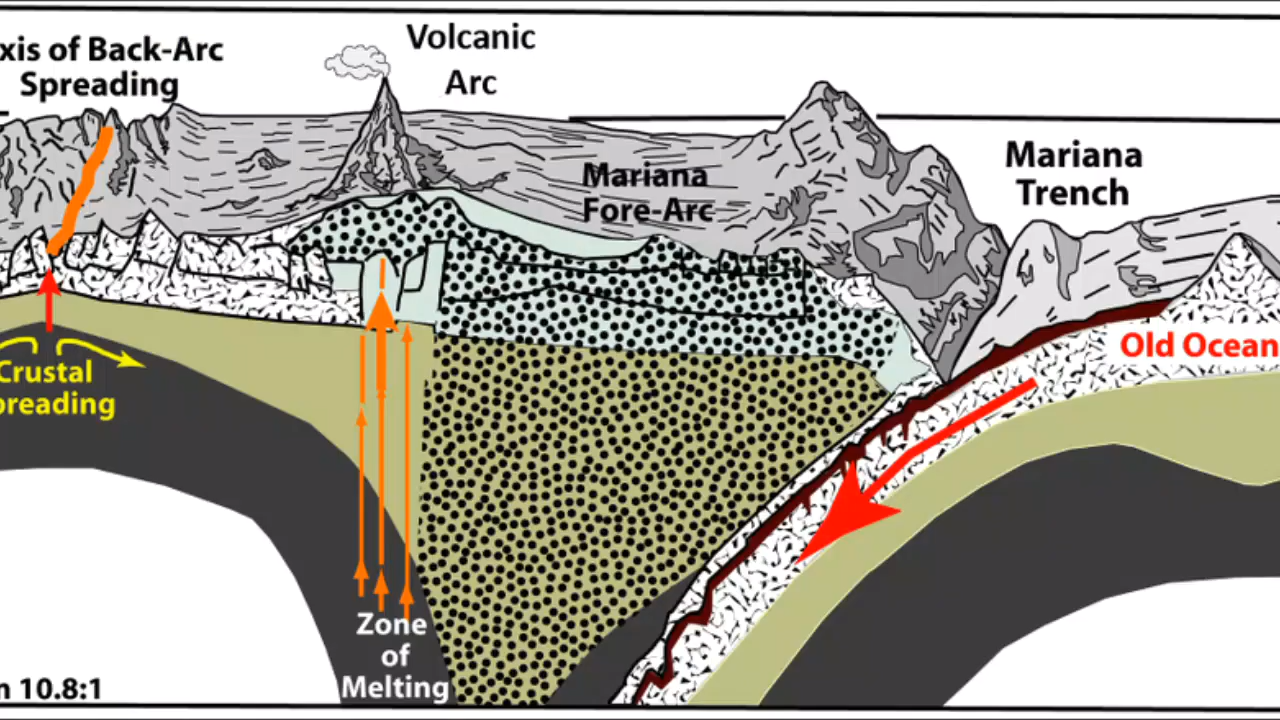 xis of Back-Arc
Spreading
Volcanic
Arc
Mariana
Fore-Arc
Mariana
Trench
Old Ocean
Crustal
preading
Zone
of
Melting
n 10.8:1